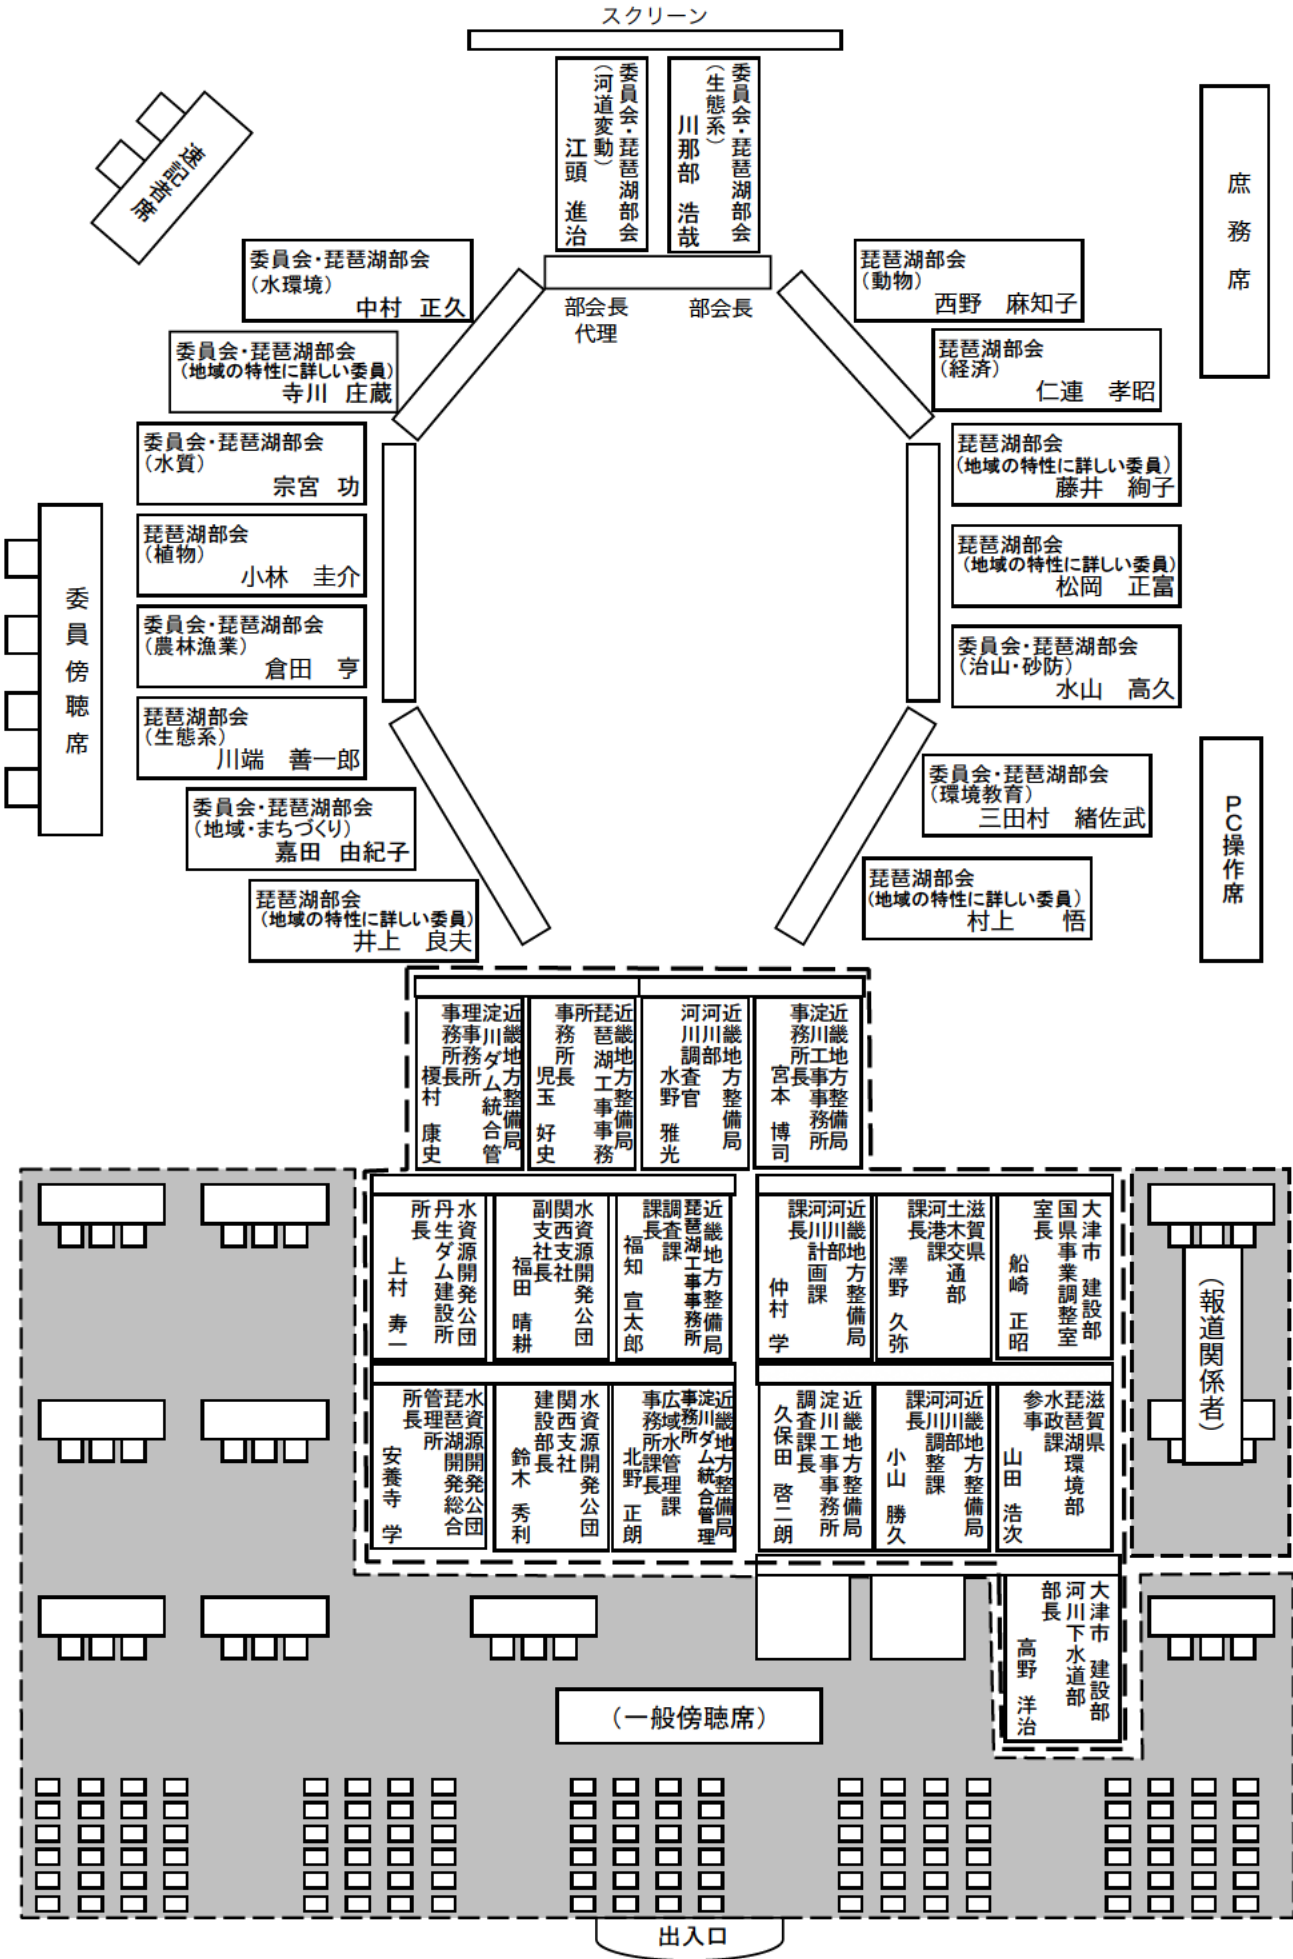 スクリーン
委員会・琵琶湖部会
（河道変動）
江頭　進治
委員会・琵琶湖部会
（生態系）
川那部　浩哉
速記者席
庶務席
部会長
代理
部会長
委員会・琵琶湖部会
（水環境）
中村　正久
委員会・琵琶湖部会
（地域の特性に詳しい委員）
寺川　庄蔵
委員会・琵琶湖部会
（水質）
宗宮　功
琵琶湖部会
（植物）
小林　圭介
委員会・琵琶湖部会
（農林漁業）
倉田　亨
琵琶湖部会
（生態系）
川端　善一郎
委員会・琵琶湖部会
（地域・まちづくり）
嘉田　由紀子
琵琶湖部会
（地域の特性に詳しい委員）
井上　良夫
委員傍聴席
琵琶湖部会
（動物）
西野　麻知子
琵琶湖部会
（経済）
仁連　孝昭
琵琶湖部会
（地域の特性に詳しい委員）
藤井　絢子
琵琶湖部会
（地域の特性に詳しい委員）
松岡　正富
委員会・琵琶湖部会
（治山・砂防）
水山　高久
委員会・琵琶湖部会
（環境教育）
三田村　緒佐武
琵琶湖部会
（地域の特性に詳しい委員）
村上　悟
PC操作席
近畿地方整備局
淀川ダム統合管
理事務所
事務所長
榎村　康史
近畿地方整備局
琵琶湖工事事務
所
事務所長
児玉　好史
近畿地方整備局
河川部
河川調査官
水野　雅光
近畿地方整備局
淀川工事事務所
事務所長
宮本　博司
水資源開発公団
丹生ダム建設所
所長
上村　寿一
水資源開発公団
関西支社
副支社長
福田　晴耕
近畿地方整備局
琵琶湖工事事務所
調査課
課長
福知　宣太郎
近畿地方整備局
河川部
河川計画課
課長
仲村　学
滋賀県
土木交通部
河港課
課長
澤野　久弥
大津市　建設部
国県事業調整室
室長
船崎　正昭
（報道関係者）
水資源開発公団
琵琶湖開発総合
管理所
所長
安養寺　学
水資源開発公団
関西支社
建設部長
鈴木　秀利
近畿地方整備局
淀川ダム統合管理
事務所
広域水管理課
事務所課長
北野　正朗
近畿地方整備局
淀川工事事務所
調査課長
久保田　啓二朗
近畿地方整備局
河川部
河川調整課
課長
小山　勝久
滋賀県
琵琶湖環境部
水政課
参事
山田　浩次
大津市　建設部
河川下水道部
部長
高野　洋治
（一般傍聴席）
出入口